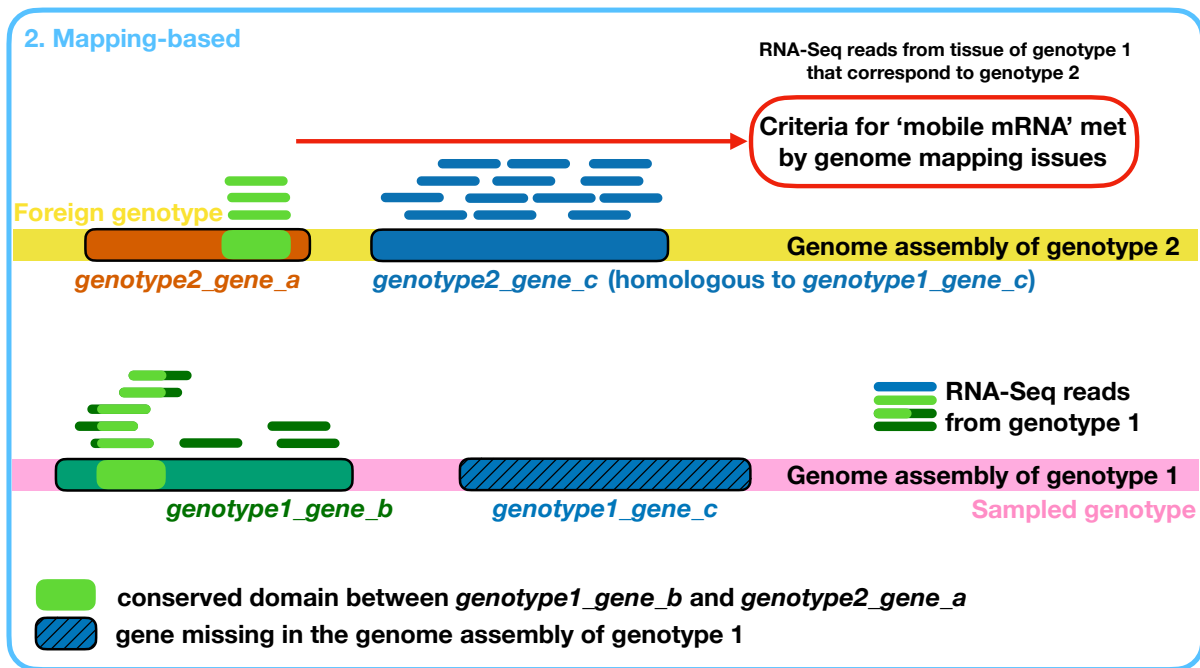 2. Mapping-based
RNA-Seq reads from tissue of genotype 1
that correspond to genotype 2
Criteria for ‘mobile mRNA’ met
by genome mapping issues
Foreign genotype
Genome assembly of genotype 2
genotype2_gene_a
genotype2_gene_c (homologous to genotype1_gene_c)
RNA-Seq reads
from genotype 1
Genome assembly of genotype 1
genotype1_gene_b
genotype1_gene_c
Sampled genotype
conserved domain between genotype1_gene_b and genotype2_gene_a
gene missing in the genome assembly of genotype 1